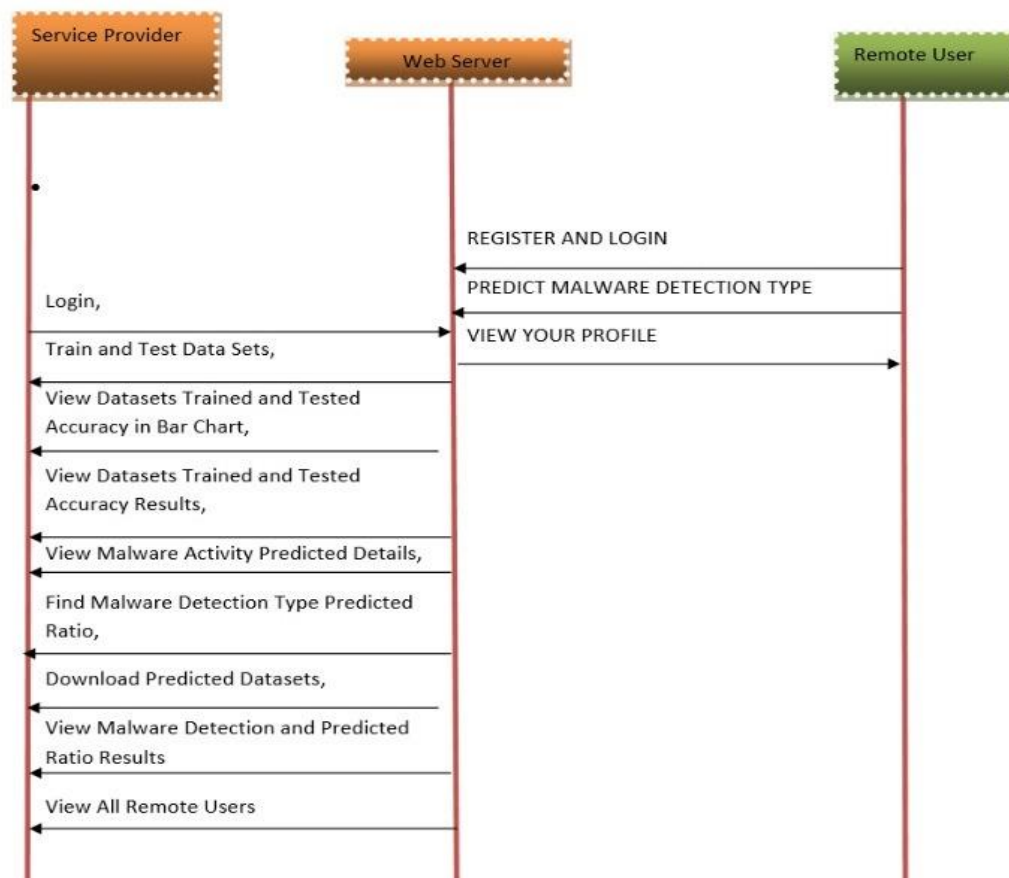 Service Provider
Web Server
Remote User
REGISTER AND LOGIN
PREDICT MALWARE DETECTION TYPE
VIEW YOUR PROFILE
Login,
Train and Test Data Sets,
View Datasets Trained and Tested
Accuracy in Bar Chart,
View Datasets Trained and Tested
Accuracy Results,
View Malware Activity Predicted Details,
Find Malware Detection Type Predicted
Ratio,
Download Predicted Datasets,
View Malware Detection and Predicted
Ratio Results
View All Remote Users